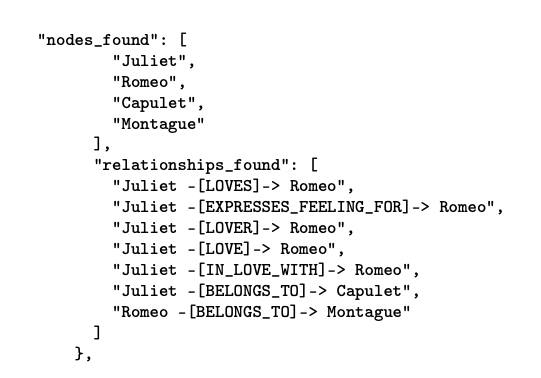 "nodes_found": [
"Juliet",
"Romeo",
"Capulet",
"Montague"
],
"relationships_found": [
"Juliet -[LOVES]-> Romeo",
"Juliet -[EXPRESSES_FEELING_FOR]-> Romeo",
"Juliet -[LOVER]-> Romeo",
"Juliet -[LOVE]-> Romeo",
"Juliet -[IN_LOVE_WITH]-> Romeo",
"Juliet -[BELONGS_TO]-> Capulet",
"Romeo -[BELONGS_TO]-> Montague"
]
},